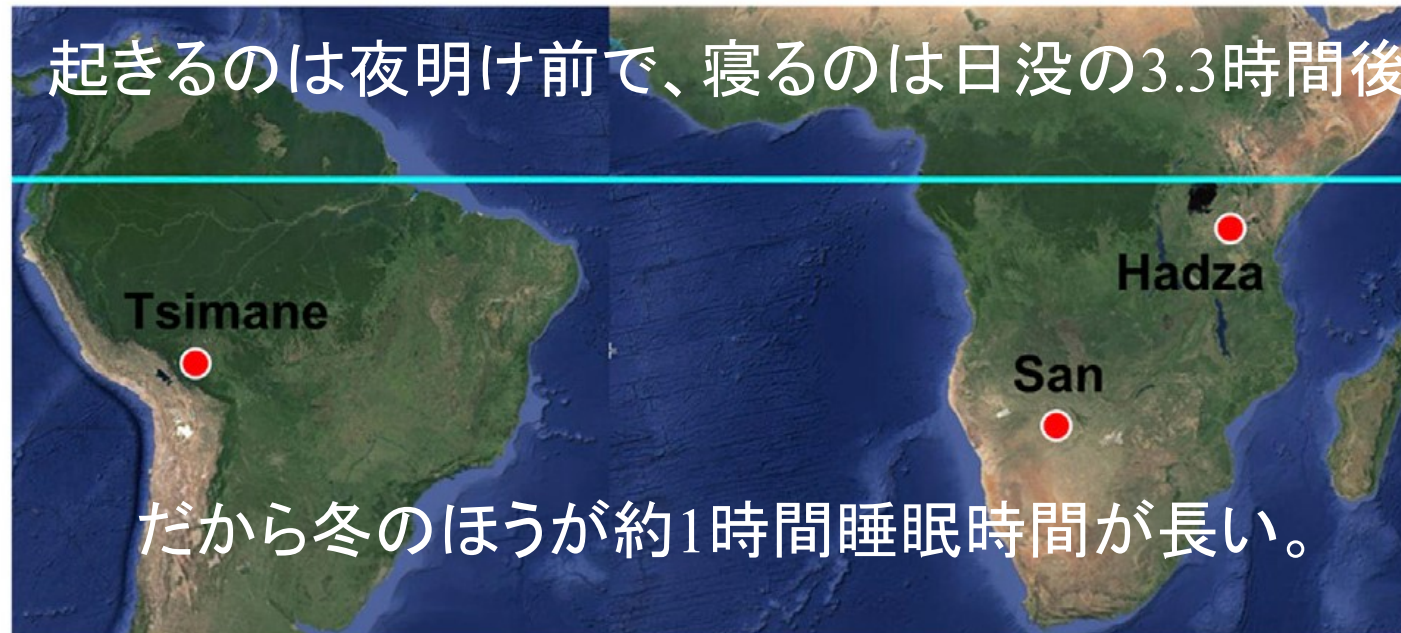 起きるのは夜明け前で、寝るのは日没の3.3時間後
Hadza
Tsimane
San
だから冬のほうが約1時間睡眠時間が長い。